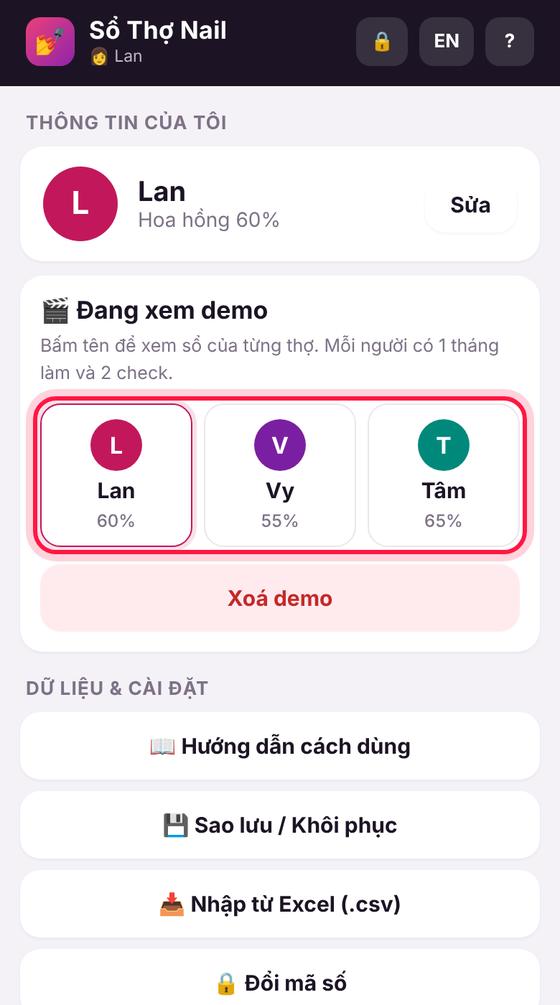 Sổ Thợ Nail
👩 Lan
🔒 EN ?
THÔNG TIN CỦA TÔI
L
Lan
Hoa hồng 60%
Sửa
🎬 Đang xem demo
Bấm tên để xem sổ của từng thợ. Mỗi người có 1 tháng
làm và 2 check.
L V T
Lan Vy Tâm
60% 55% 65%
Xoá demo
DỮ LIỆU & CÀI ĐẶT
📖 Hướng dẫn cách dùng
💾 Sao lưu / Khôi phục
📥 Nhập từ Excel (.csv)
🔒 Đổi mã số